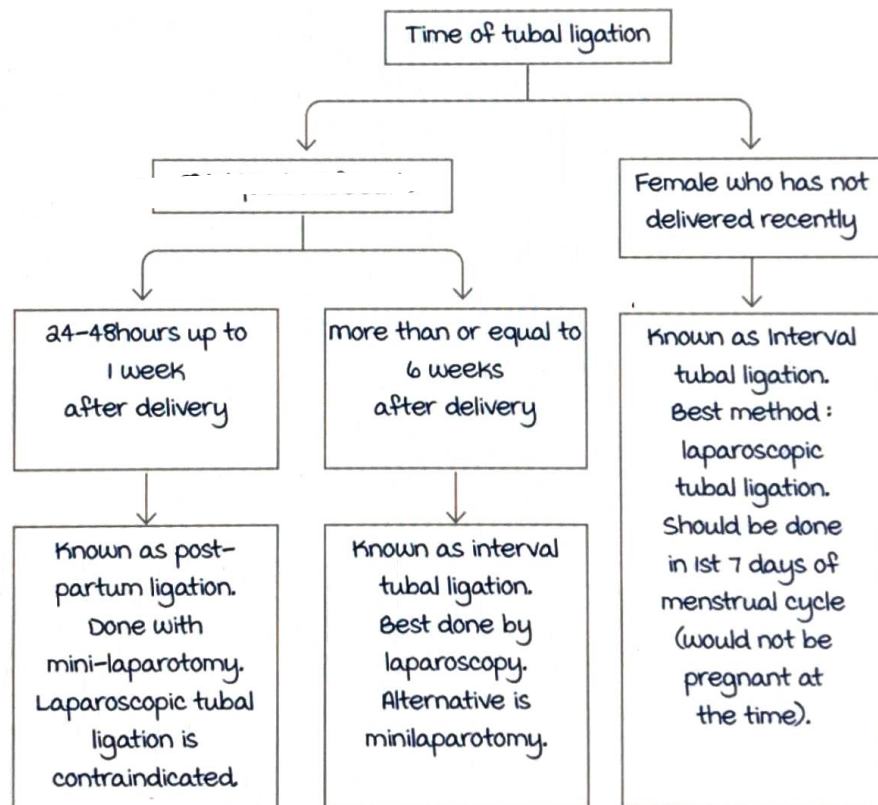 Time of tubal ligation
Female who has not
delivered recently
24-48hours up to
1 week
after delivery
more than or equal to
6 weeks
after delivery
Known as Interval
tubal ligation.
Best method :
laparoscopic
tubal ligation.
Should be done
in 1st 7 days of
menstrual cycle
(would not be
pregnant at
the time).
Known as post-
partum ligation.
Done with
mini-laparotomy.
Laparoscopic tubal
ligation is
contraindicated.
Known as interval
tubal ligation.
Best done by
laparoscopy.
Alternative is
minilaparotomy.